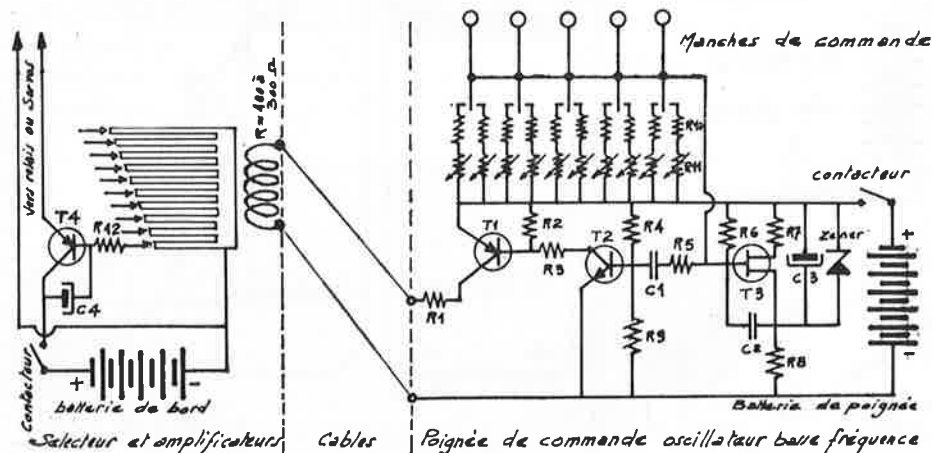 Manches de commande
vers relais ou Servos
R=100 à
300 Ω
R10
R11
contacteur
T4
R12
T1
R2
R3
T2
R4
C1
R5
R6
R7
T3
C3
Zener
+
C4
R1
R9
C2
R8
-
Contacteur
+
-
batterie de bord
Batterie de poignée
Selecteur et amplificateurs
Cables
Poignée de commande oscillateur basse fréquence